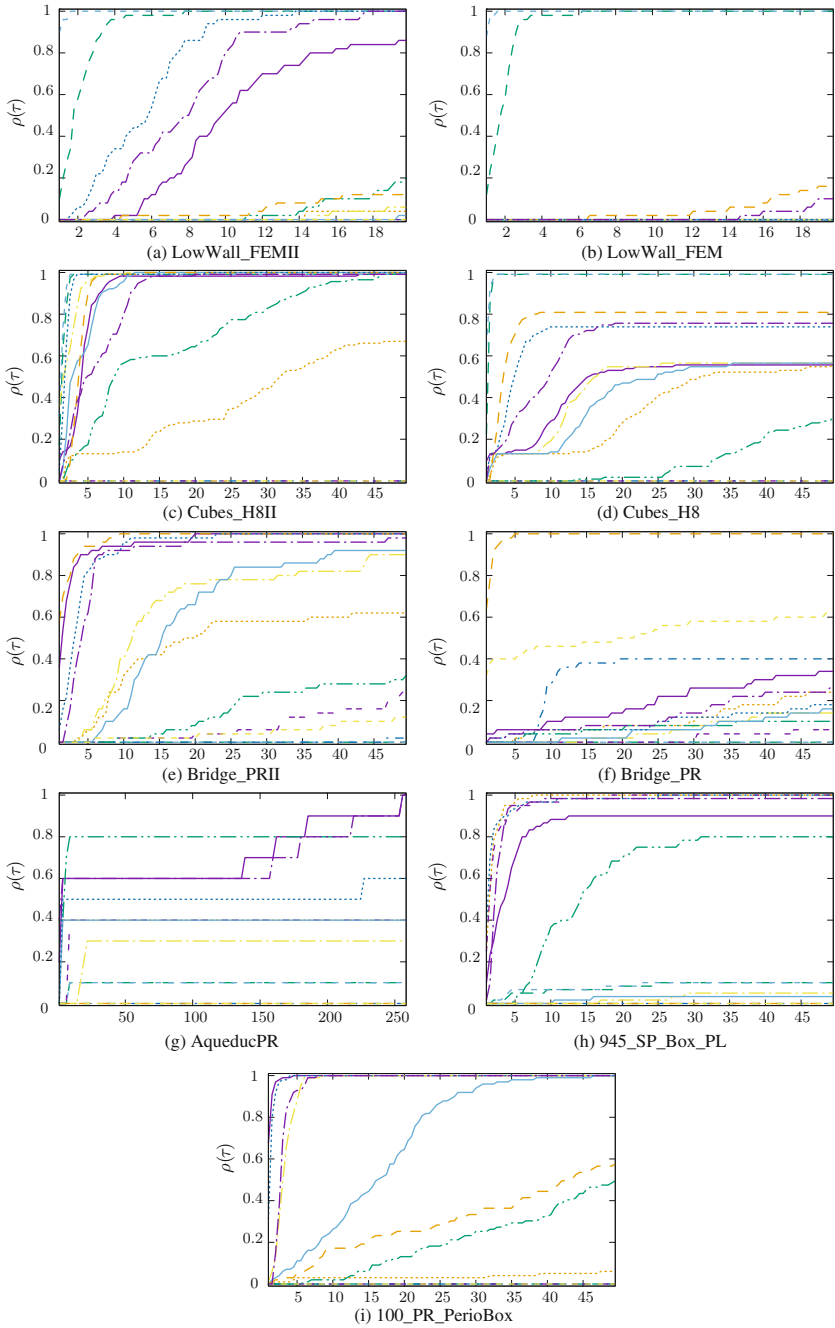 1
0.8
0.6
0.4
0.2
0
ρ(τ)
2 4 6 8 10 12 14 16 18
(a) LowWall_FEMII
1
0.8
0.6
0.4
0.2
0
ρ(τ)
2 4 6 8 10 12 14 16 18
(b) LowWall_FEM
1
0.8
0.6
0.4
0.2
0
ρ(τ)
5 10 15 20 25 30 35 40 45
(c) Cubes_H8II
1
0.8
0.6
0.4
0.2
0
ρ(τ)
5 10 15 20 25 30 35 40 45
(d) Cubes_H8
1
0.8
0.6
0.4
0.2
0
ρ(τ)
5 10 15 20 25 30 35 40 45
(e) Bridge_PRII
1
0.8
0.6
0.4
0.2
0
ρ(τ)
5 10 15 20 25 30 35 40 45
(f) Bridge_PR
1
0.8
0.6
0.4
0.2
0
ρ(τ)
50 100 150 200 250
(g) AqueducPR
1
0.8
0.6
0.4
0.2
0
ρ(τ)
5 10 15 20 25 30 35 40 45
(h) 945_SP_Box_PL
1
0.8
0.6
0.4
0.2
0
ρ(τ)
5 10 15 20 25 30 35 40 45
(i) 100_PR_PerioBox